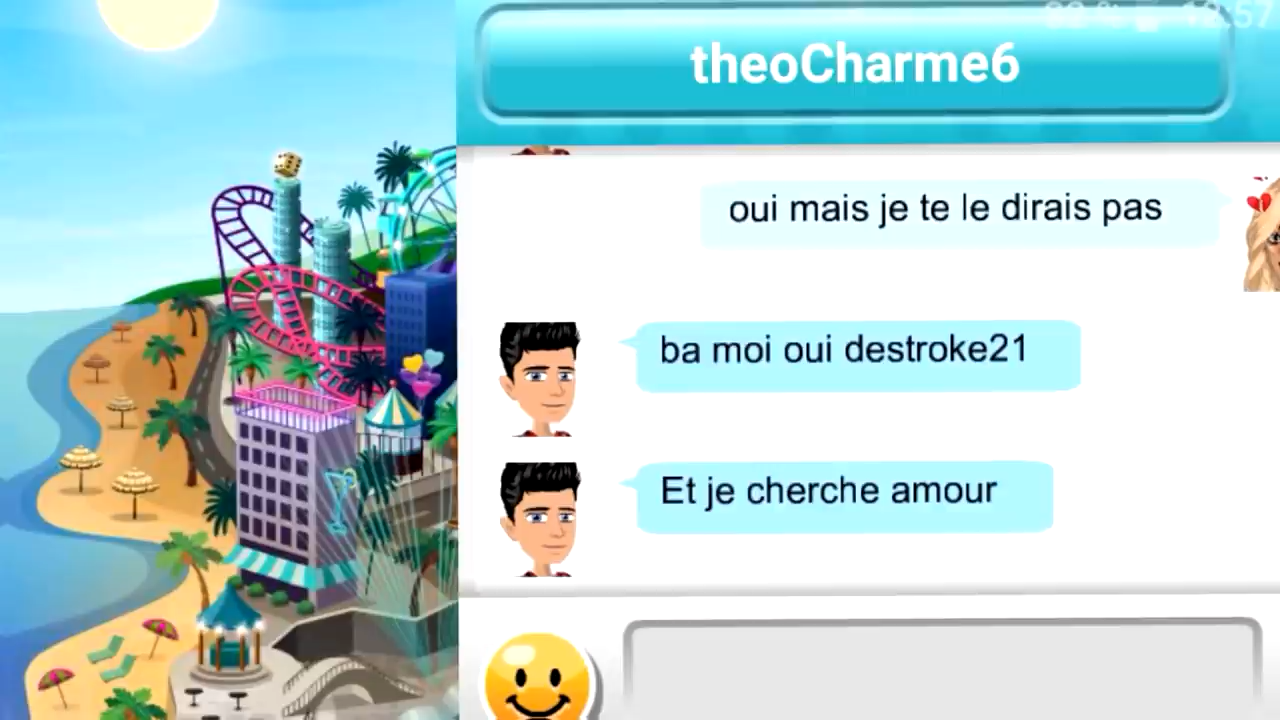 theoCharme6
oui mais je te le dirais pas
ba moi oui destroke21
Et je cherche amour